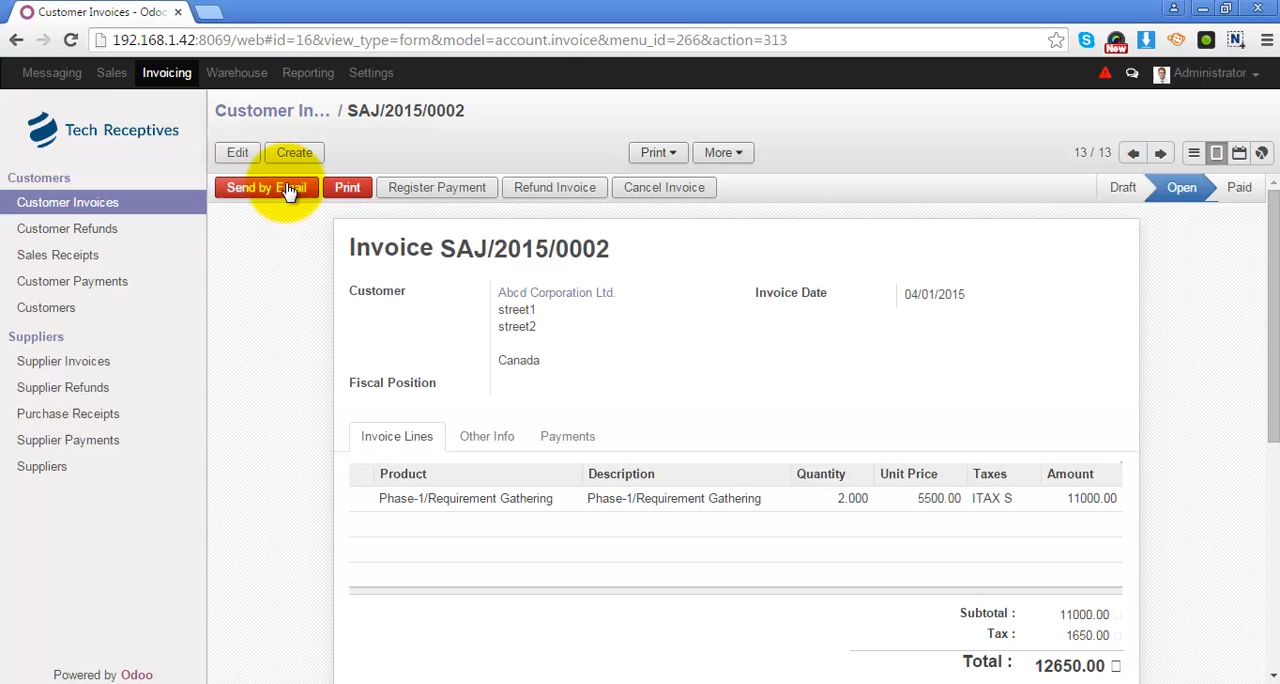 Customer Invoices - Odoc
192.168.1.42:8069/web#id=16&view_type=form&model=account.invoice&menu_id=266&action=313
New
N
Messaging Sales Invoicing Warehouse Reporting Settings Administrator
Tech Receptives
Customer In... / SAJ/2015/0002
Edit Create Print More 13 / 13
Send by Email Print Register Payment Refund Invoice Cancel Invoice Draft Open Paid
Customers
Customer Invoices
Customer Refunds
Sales Receipts
Customer Payments
Customers
Suppliers
Supplier Invoices
Supplier Refunds
Purchase Receipts
Supplier Payments
Suppliers
Powered by Odoo
Invoice SAJ/2015/0002
Customer Abcd Corporation Ltd. Invoice Date 04/01/2015
street1
street2
Canada
Fiscal Position
Invoice Lines Other Info Payments
Product Description Quantity Unit Price Taxes Amount
Phase-1/Requirement Gathering Phase-1/Requirement Gathering 2.000 5500.00 ITAX S 11000.00
Subtotal : 11000.00
Tax : 1650.00
Total : 12650.00